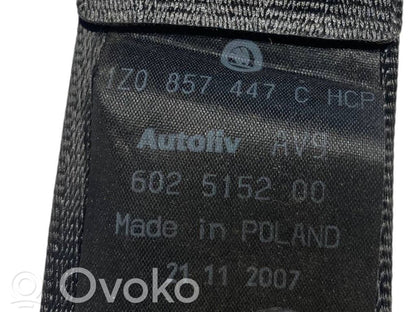 1Z0 857 447 C HCP
Autoliv AV9
602 5152 00
Made in POLAND
21 11 2007
Ovoko